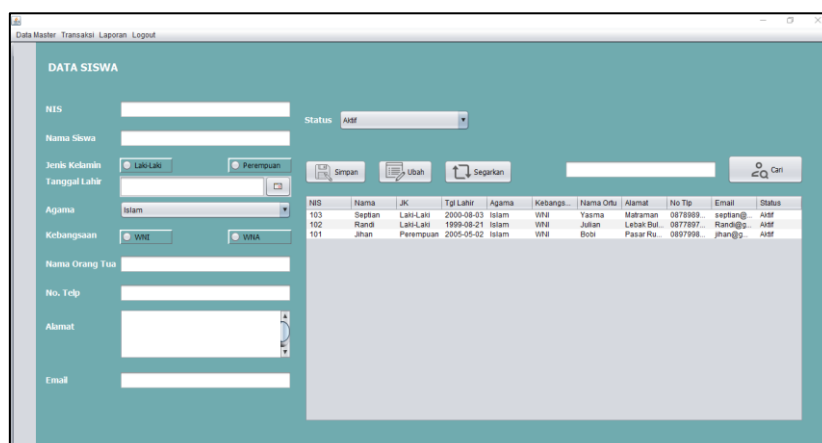 Data Master Transaksi Laporan Logout
DATA SISWA
NIS
Status Aktif
Nama Siswa
Jenis Kelamin Laki-Laki Perempuan
Simpan Ubah Segarkan Cari
Tanggal Lahir
Agama Islam
Kebangsaan WNI WNA
Nama Orang Tua
No. Telp
Alamat
Email
NIS Nama JK Tgl Lahir Agama Kebangs... Nama Ortu Alamat No Tlp Email Status
103 Septian Laki-Laki 2000-08-03 Islam WNI Yasma Matraman 0878989... septian@... Aktif
102 Randi Laki-Laki 1999-08-21 Islam WNI Julian Lebak Bul... 0877897... Randi@g... Aktif
101 Jihan Perempuan 2005-05-02 Islam WNI Bobi Pasar Ru... 0897998... jihan@g... Aktif